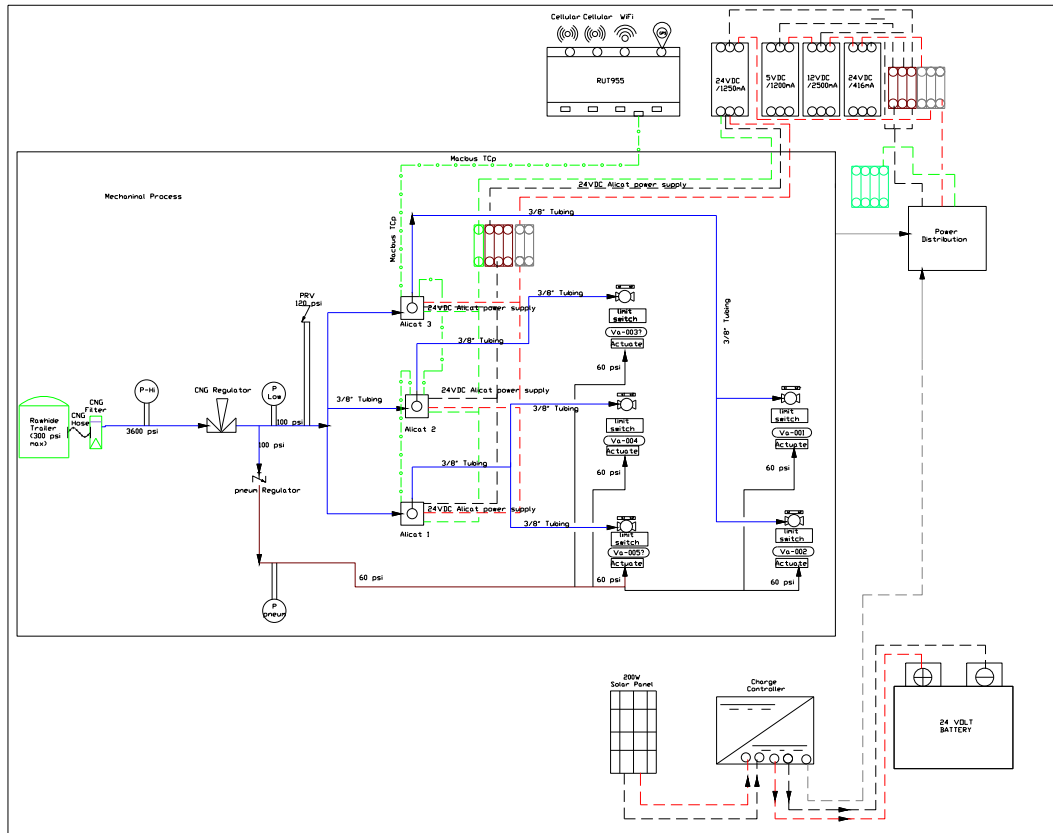 Cellular Cellular WiFi
GPS
RUT955
24VDC
/1250mA
5VDC
/1200mA
12VDC
/2500mA
24VDC
/416mA
Macbus TCp
Mechaninal Process
24VDC Alicat power supply
3/8" Tubing
Power
Distribution
Macbus TCp
3/8" Tubing
PRV
120 psi
24VDC Alicat power supply
Alicat 3
limit
switch
Va-003?
Actuate
3/8" Tubing
3/8" Tubing
60 psi
P-Hi
CNG Regulator
P
Low
24VDC Alicat power supply
CNG
Filter
CNG
Hose
Rawhide
Trailer
(300 psi
max)
3600 psi
100 psi
100 psi
3/8" Tubing
3/8" Tubing
Alicat 2
limit
switch
Va-004
Actuate
limit
switch
Va-001
Actuate
3/8" Tubing
60 psi
60 psi
pneum Regulator
24VDC Alicat power supply
Alicat 1
3/8" Tubing
limit
switch
Va-005?
Actuate
limit
switch
Va-002
Actuate
60 psi
60 psi
60 psi
P
pneum
200W
Solar Panel
Charge
Controller
24 VOLT
BATTERY